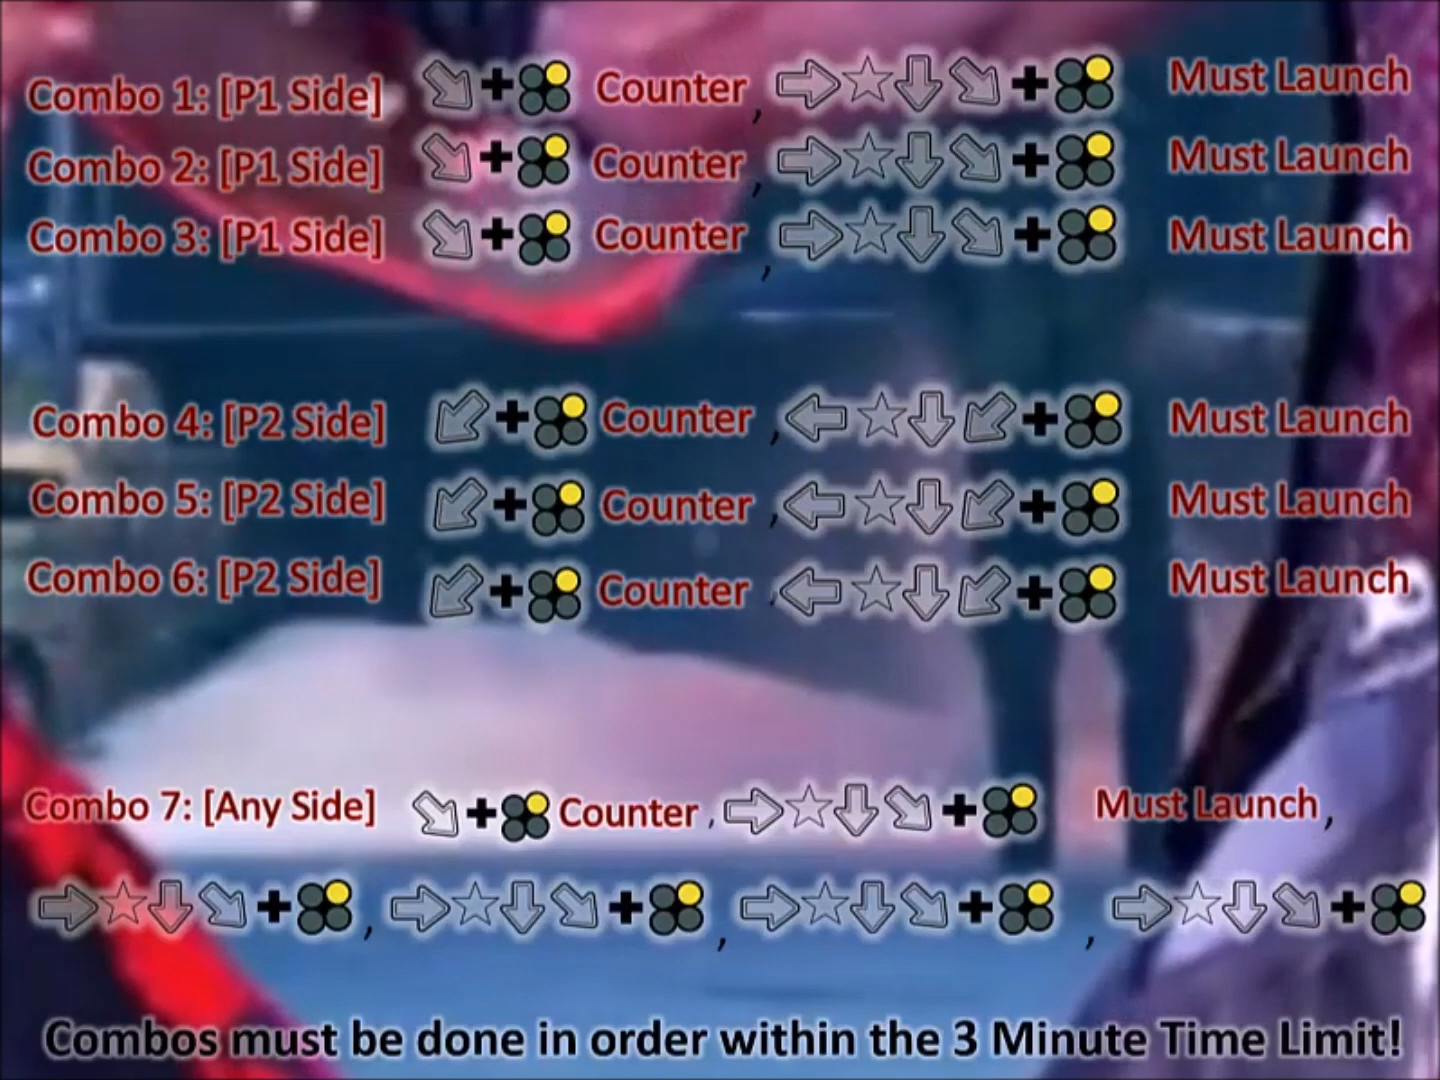 Combo 1: [P1 Side] + Counter , + Must Launch
Combo 2: [P1 Side] + Counter , + Must Launch
Combo 3: [P1 Side] + Counter , + Must Launch
Combo 4: [P2 Side] + Counter , + Must Launch
Combo 5: [P2 Side] + Counter , + Must Launch
Combo 6: [P2 Side] + Counter , + Must Launch
Combo 7: [Any Side] + Counter , + Must Launch ,
+ , + , + , +
Combos must be done in order within the 3 Minute Time Limit!